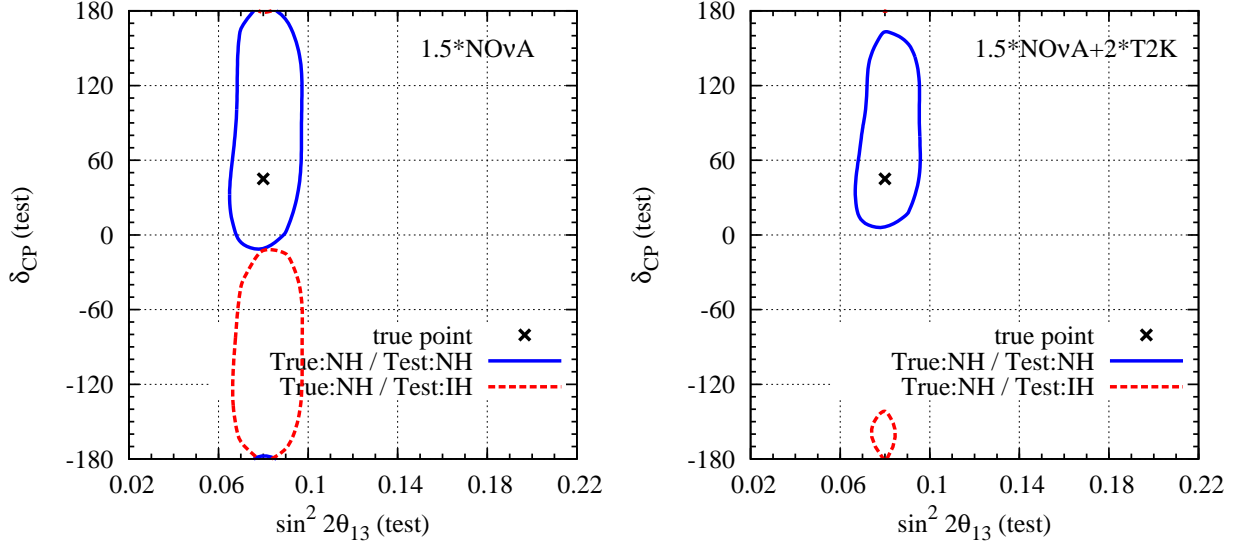 180
120
60
0
-60
-120
-180
0.02
0.06
0.1
0.14
0.18
0.22
δCP (test)
sin² 2θ13 (test)
1.5*NOνA
true point
True:NH / Test:NH
True:NH / Test:IH
180
120
60
0
-60
-120
-180
0.02
0.06
0.1
0.14
0.18
0.22
δCP (test)
sin² 2θ13 (test)
1.5*NOνA+2*T2K
true point
True:NH / Test:NH
True:NH / Test:IH